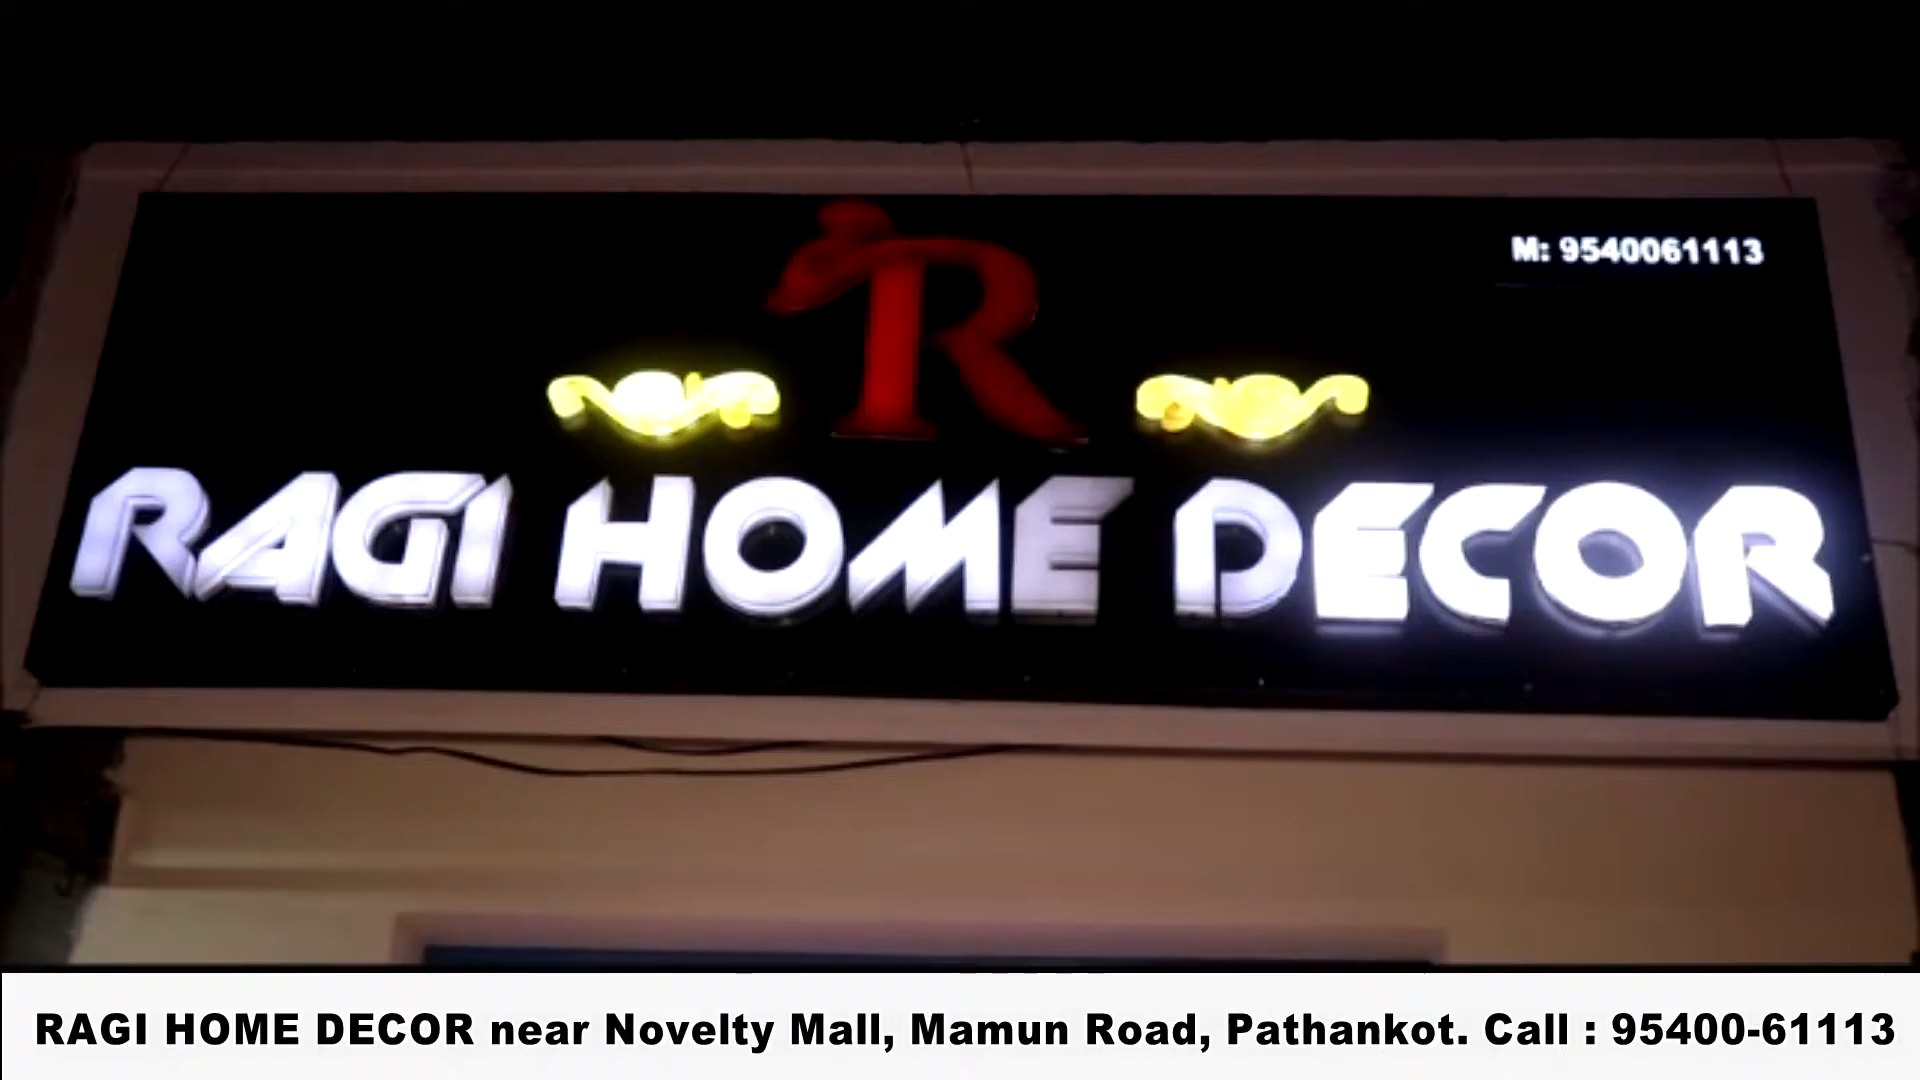 R
M: 9540061113
RAGI HOME DECOR
RAGI HOME DECOR near Novelty Mall, Mamun Road, Pathankot. Call : 95400-61113